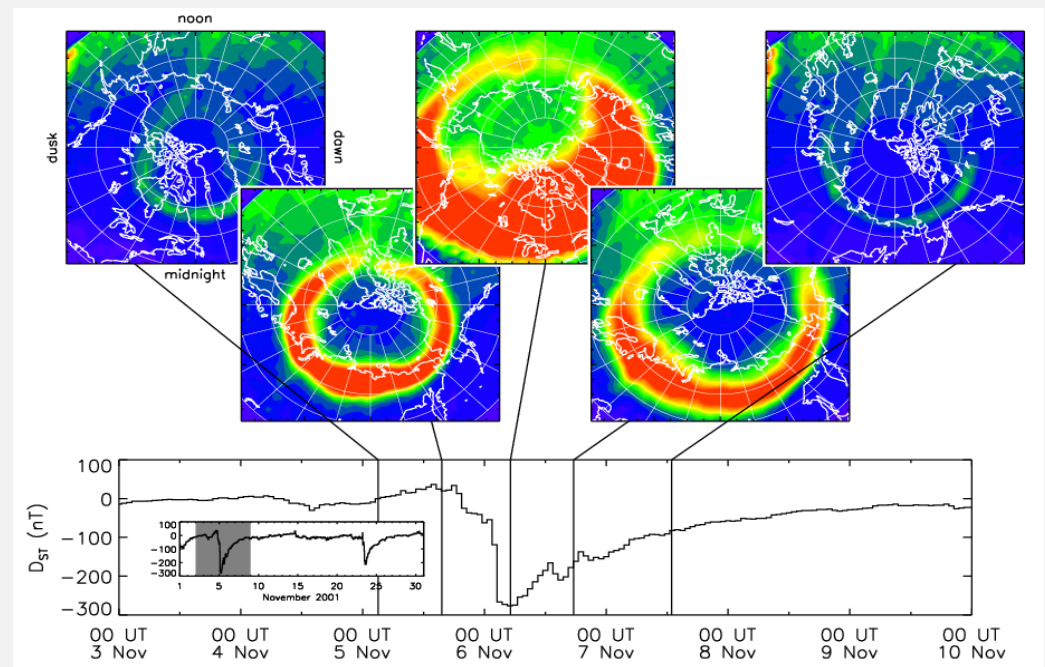 noon
dusk
dawn
midnight
100
0
-100
-200
-300
D_ST (nT)
100
0
-100
-200
-300
1 5 10 15 20 25 30
November 2001
00 UT 00 UT 00 UT 00 UT 00 UT 00 UT 00 UT 00 UT
3 Nov 4 Nov 5 Nov 6 Nov 7 Nov 8 Nov 9 Nov 10 Nov